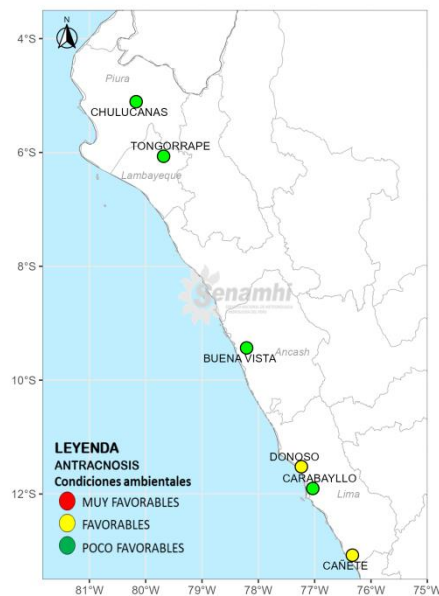 N
4°S
Piura
CHULUCANAS
TONGORRAPE
6°S
Lambayeque
8°S
Senamhi
Ancash
BUENA VISTA
10°S
LEYENDA
ANTRACNOSIS
Condiciones ambientales
MUY FAVORABLES
FAVORABLES
POCO FAVORABLES
DONOSO
CARABAYLLO
Lima
12°S
CAÑETE
81°W 80°W 79°W 78°W 77°W 76°W 75°W